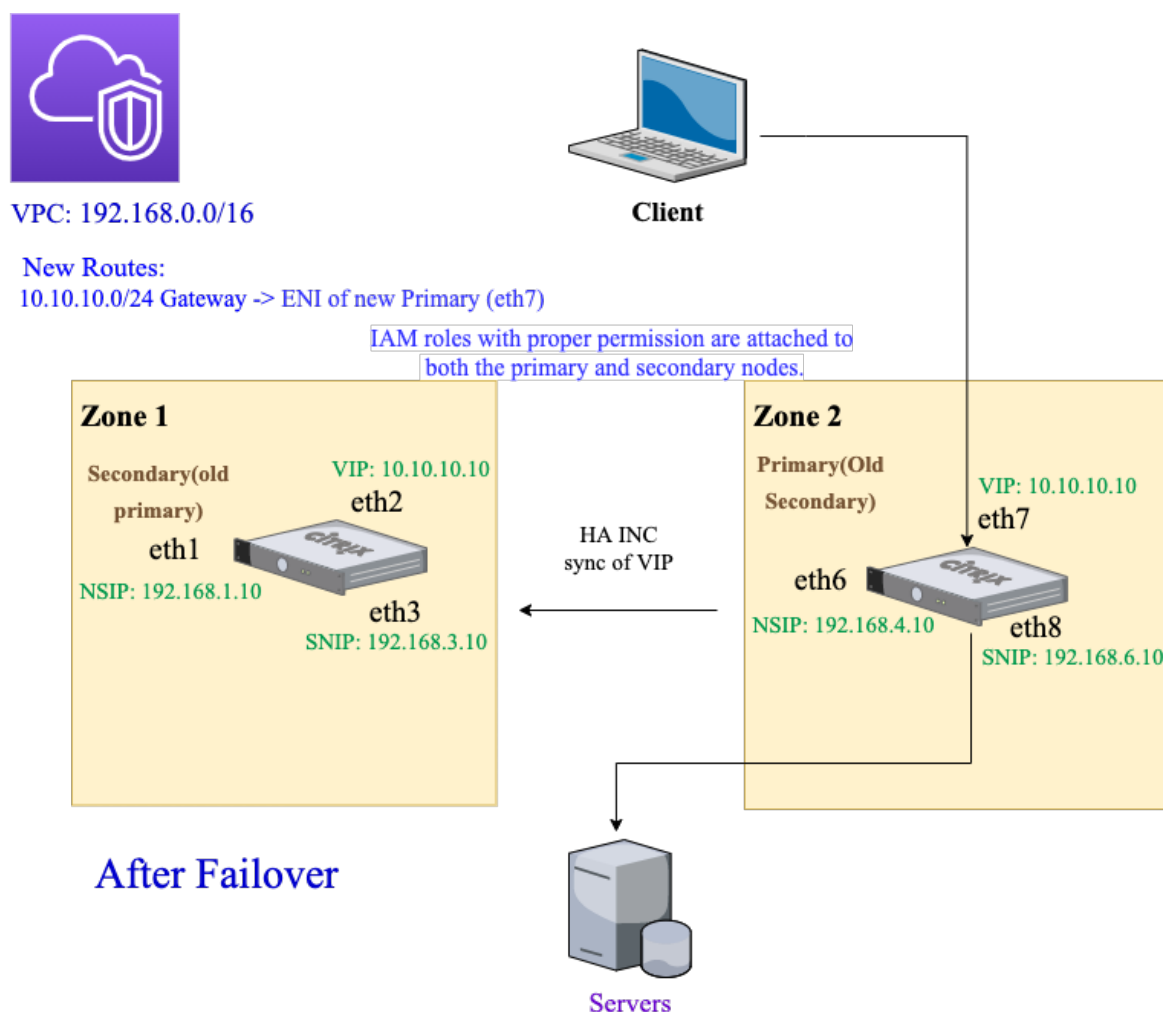 VPC: 192.168.0.0/16
New Routes:
10.10.10.0/24 Gateway -> ENI of new Primary (eth7)
Client
IAM roles with proper permission are attached to
both the primary and secondary nodes.
Zone 1
Secondary(old
primary)
VIP: 10.10.10.10
eth2
eth1
CITRIX
NSIP: 192.168.1.10
eth3
SNIP: 192.168.3.10
HA INC
sync of VIP
Zone 2
Primary(Old
Secondary)
VIP: 10.10.10.10
eth7
eth6
CITRIX
NSIP: 192.168.4.10
eth8
SNIP: 192.168.6.10
After Failover
Servers